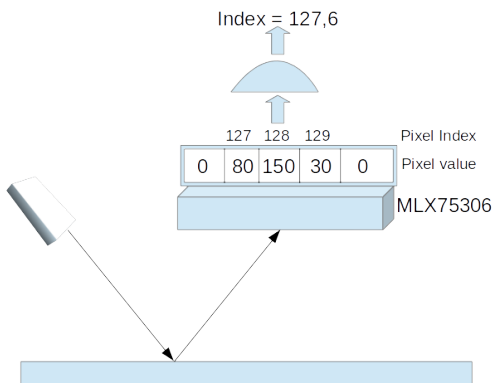 Index = 127,6
127 128 129 Pixel Index
0 80 150 30 0 Pixel value
MLX75306